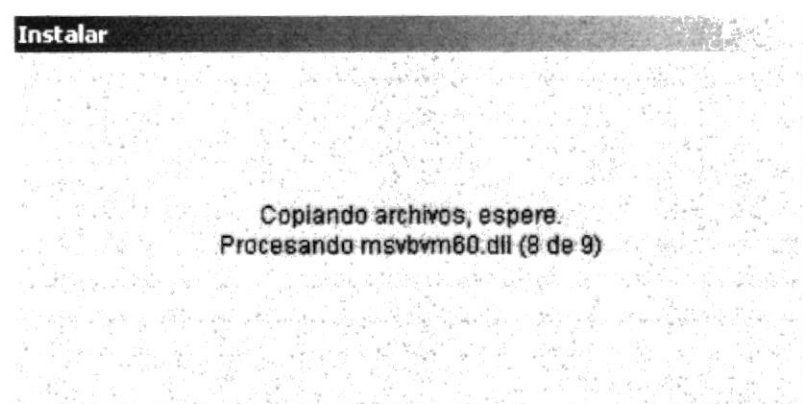 Instalar
Copiando archivos, espere.
Procesando msvbvm60.dll (8 de 9)